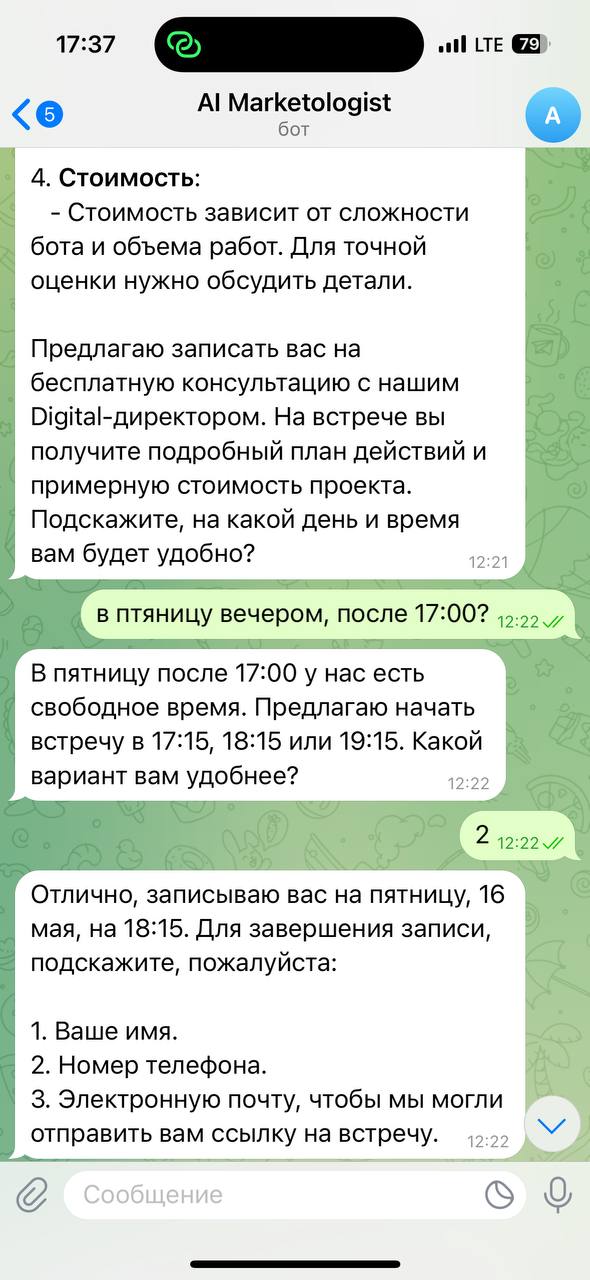 17:37
LTE 79
5
AI Marketologist
бот
A
4. Стоимость:
- Стоимость зависит от сложности
бота и объема работ. Для точной
оценки нужно обсудить детали.
Предлагаю записать вас на
бесплатную консультацию с нашим
Digital-директором. На встрече вы
получите подробный план действий и
примерную стоимость проекта.
Подскажите, на какой день и время
вам будет удобно?
12:21
в птяницу вечером, после 17:00?
12:22
В пятницу после 17:00 у нас есть
свободное время. Предлагаю начать
встречу в 17:15, 18:15 или 19:15. Какой
вариант вам удобнее?
12:22
2
12:22
Отлично, записываю вас на пятницу, 16
мая, на 18:15. Для завершения записи,
подскажите, пожалуйста:
1. Ваше имя.
2. Номер телефона.
3. Электронную почту, чтобы мы могли
отправить вам ссылку на встречу.
12:22
Сообщение